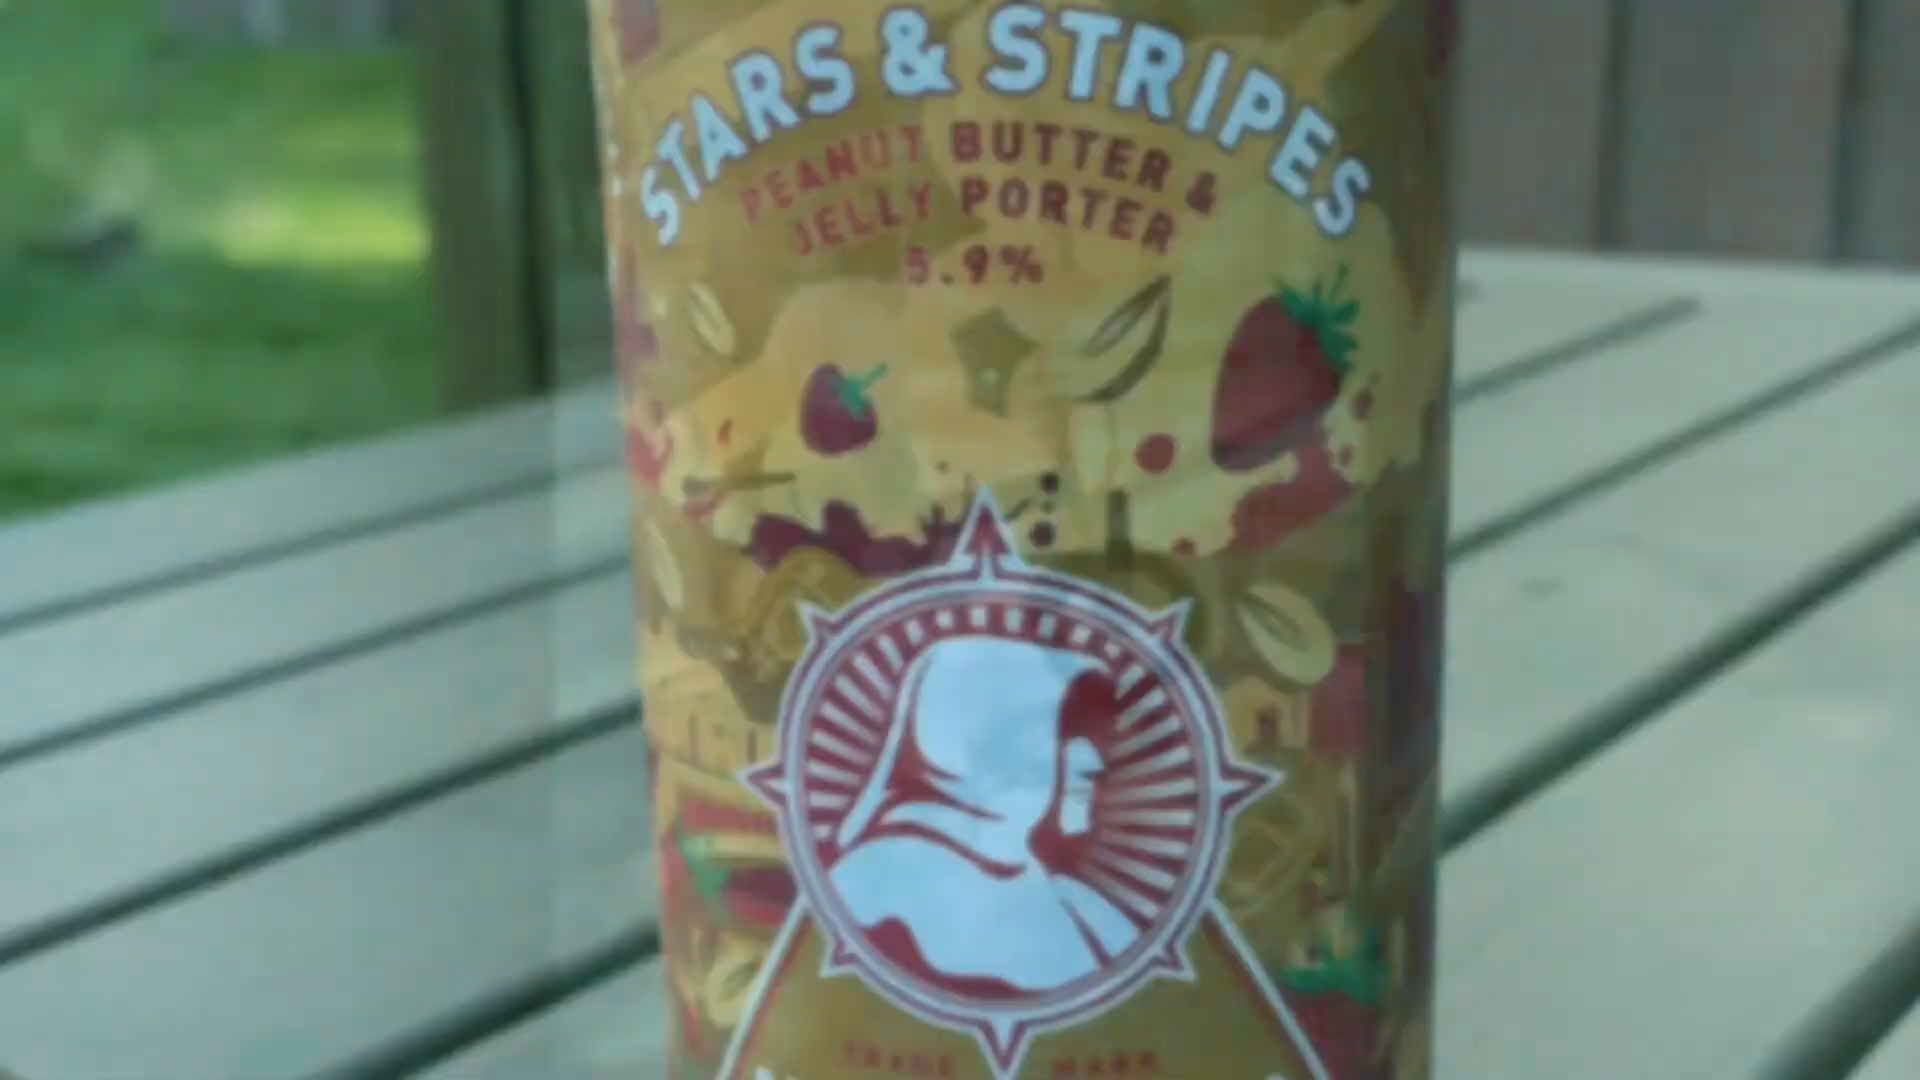 STARS & STRIPES
PEANUT BUTTER &
JELLY PORTER
5.9%
TRADE MARK